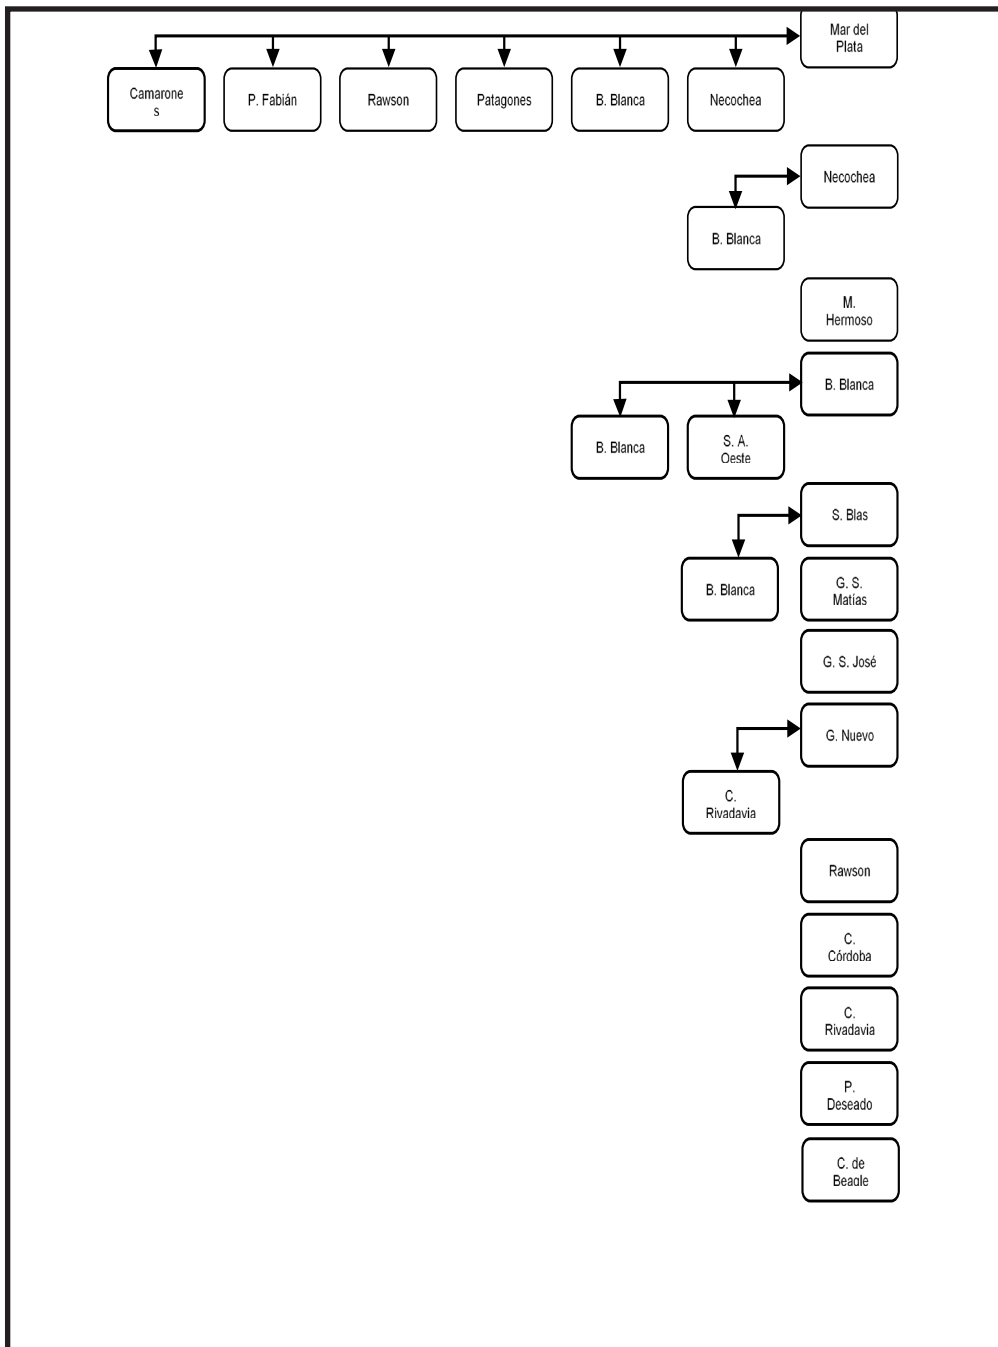 Mar del
Plata
Camarone
s
P. Fabián
Rawson
Patagones
B. Blanca
Necochea
Necochea
B. Blanca
M.
Hermoso
B. Blanca
B. Blanca
S. A.
Oeste
S. Blas
B. Blanca
G. S.
Matías
G. S. José
G. Nuevo
C.
Rivadavia
Rawson
C.
Córdoba
C.
Rivadavia
P.
Deseado
C. de
Beagle